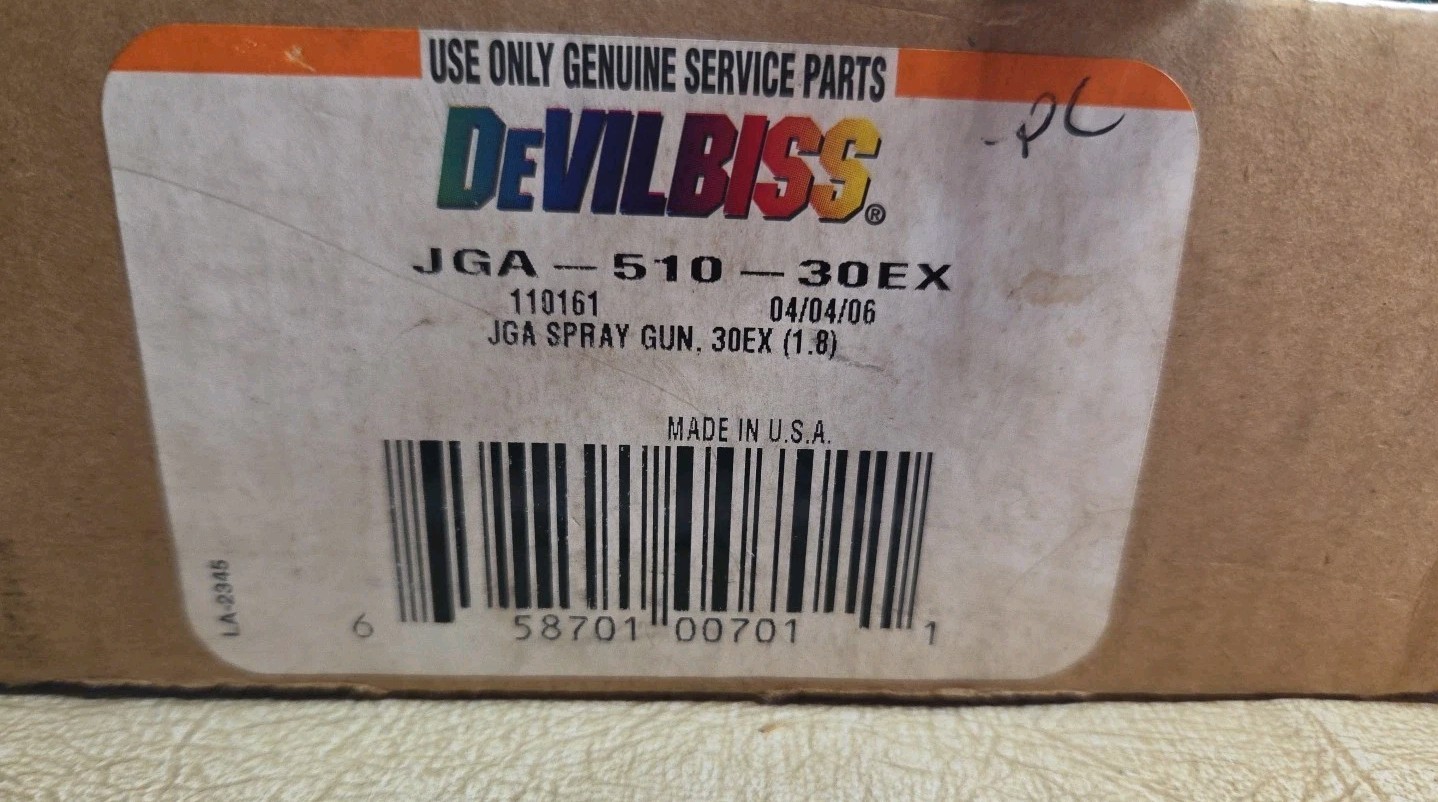 USE ONLY GENUINE SERVICE PARTS
DEVILBISS®
JGA - 510 - 30EX
110161 04/04/06
JGA SPRAY GUN, 30EX (1.8)
MADE IN U.S.A.
LA-2345
6 58701 00701 1